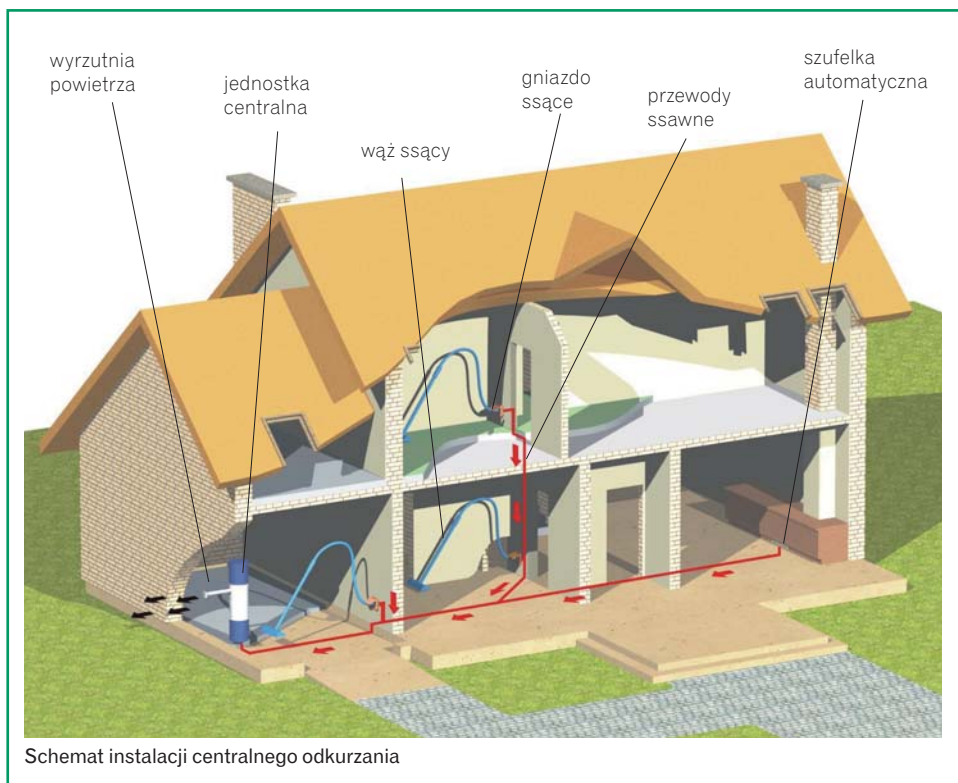 wyrzutnia
powietrza
jednostka
centralna
wąż ssący
gniazdo
ssące
przewody
ssawne
szufelka
automatyczna
Schemat instalacji centralnego odkurzania